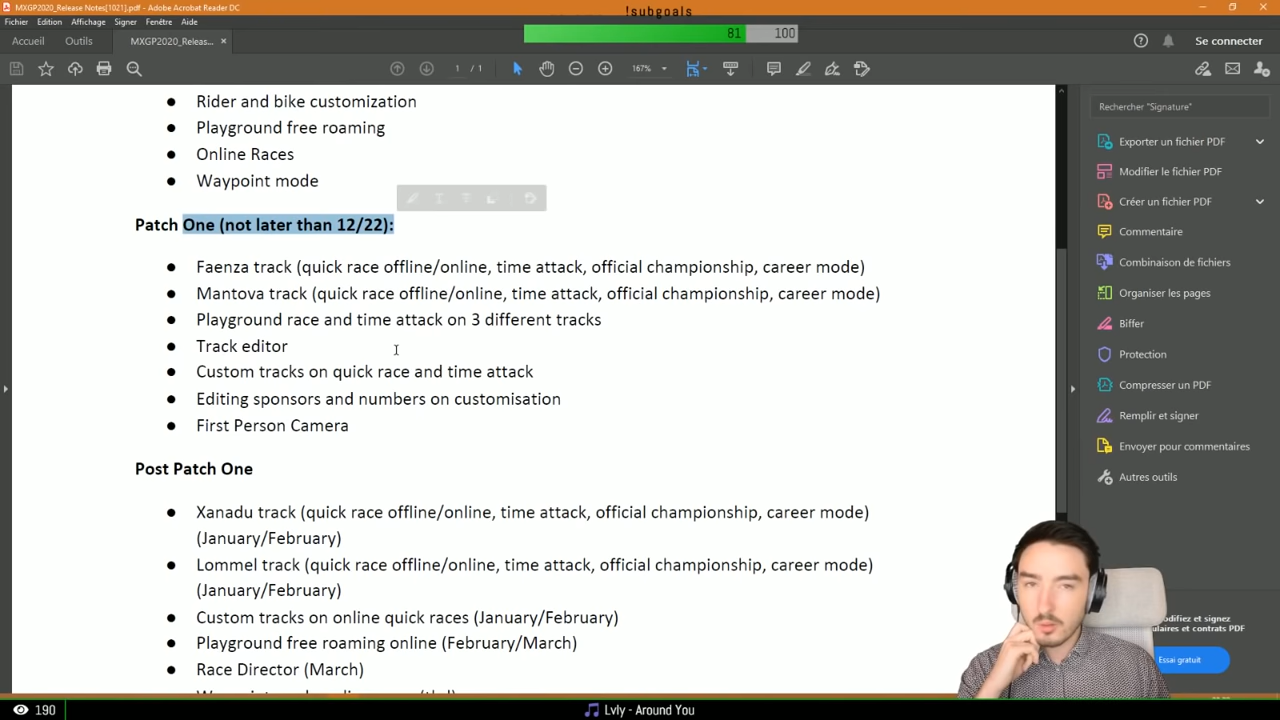 MXGP2020_Release Notes[1021].pdf - Adobe Acrobat Reader DC
!subgoals
Fichier Edition Affichage Signer Fenêtre Aide
81 100
Accueil Outils MXGP2020_Releas... × Se connecter
1 / 1 167%
Rider and bike customization
Playground free roaming
Online Races
Waypoint mode
Patch One (not later than 12/22):
Faenza track (quick race offline/online, time attack, official championship, career mode)
Mantova track (quick race offline/online, time attack, official championship, career mode)
Playground race and time attack on 3 different tracks
Track editor
Custom tracks on quick race and time attack
Editing sponsors and numbers on customisation
First Person Camera
Post Patch One
Xanadu track (quick race offline/online, time attack, official championship, career mode)
(January/February)
Lommel track (quick race offline/online, time attack, official championship, career mode)
(January/February)
Custom tracks on online quick races (January/February)
Playground free roaming online (February/March)
Race Director (March)
Rechercher "Signature"
Exporter un fichier PDF
Modifier le fichier PDF
Créer un fichier PDF
Commentaire
Combinaison de fichiers
Organiser les pages
Biffer
Protection
Compresser un PDF
Remplir et signer
Envoyer pour commentaires
Autres outils
et signez
et contrats PDF
Essai gratuit
190
Lvly - Around You